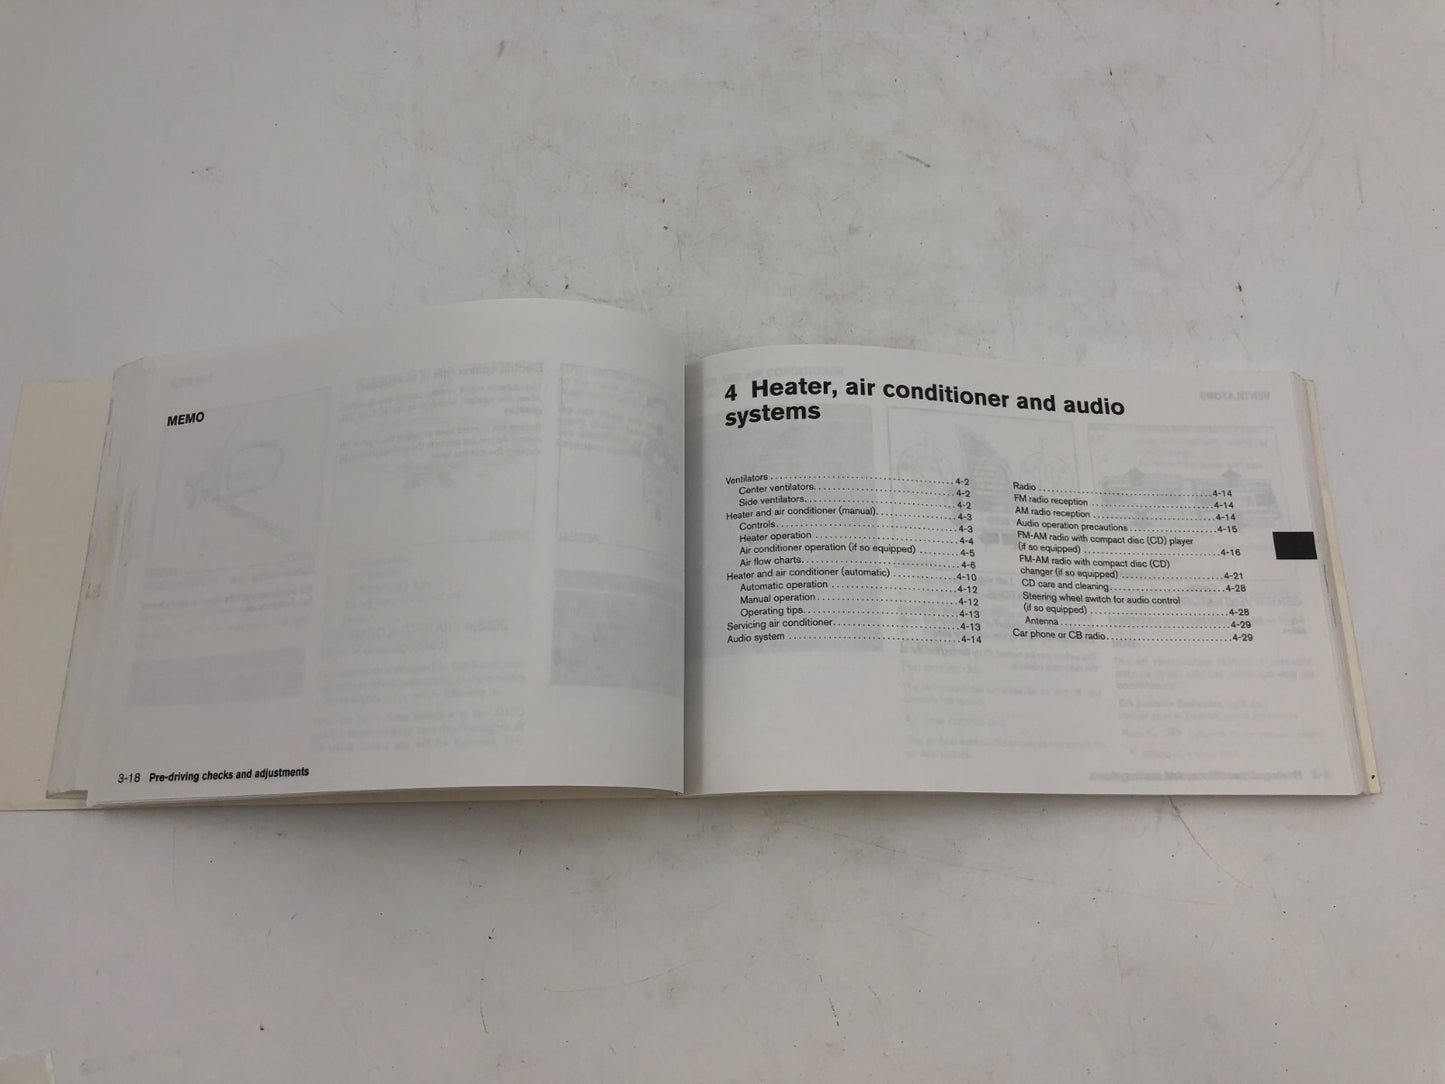 MEMO
3-18 Pre-driving checks and adjustments
4 Heater, air conditioner and audio
systems
Ventilators . . . . . . . . . . . . . . . . . . . . . . . . . . . . . . . . . . . . . . . 4-2
Center ventilators. . . . . . . . . . . . . . . . . . . . . . . . . . . . . . 4-2
Side ventilators. . . . . . . . . . . . . . . . . . . . . . . . . . . . . . . . 4-2
Heater and air conditioner (manual). . . . . . . . . . . . . . . . . 4-3
Controls. . . . . . . . . . . . . . . . . . . . . . . . . . . . . . . . . . . . . . 4-3
Heater operation . . . . . . . . . . . . . . . . . . . . . . . . . . . . . . 4-4
Air conditioner operation (if so equipped) . . . . . . . . 4-5
Air flow charts. . . . . . . . . . . . . . . . . . . . . . . . . . . . . . . . . 4-6
Heater and air conditioner (automatic) . . . . . . . . . . . . . 4-10
Automatic operation . . . . . . . . . . . . . . . . . . . . . . . . . . 4-12
Manual operation. . . . . . . . . . . . . . . . . . . . . . . . . . . . . 4-12
Operating tips. . . . . . . . . . . . . . . . . . . . . . . . . . . . . . . . 4-13
Servicing air conditioner. . . . . . . . . . . . . . . . . . . . . . . . . . 4-13
Audio system . . . . . . . . . . . . . . . . . . . . . . . . . . . . . . . . . . . 4-14
Radio . . . . . . . . . . . . . . . . . . . . . . . . . . . . . . . . . . . . 4-14
FM radio reception . . . . . . . . . . . . . . . . . . . . . . . . . 4-14
AM radio reception . . . . . . . . . . . . . . . . . . . . . . . . . 4-14
Audio operation precautions . . . . . . . . . . . . . . . . . . 4-15
FM-AM radio with compact disc (CD) player
(if so equipped) . . . . . . . . . . . . . . . . . . . . . . . . . . . . 4-16
FM-AM radio with compact disc (CD)
changer (if so equipped) . . . . . . . . . . . . . . . . . . . . . 4-21
CD care and cleaning. . . . . . . . . . . . . . . . . . . . . . . . 4-28
Steering wheel switch for audio control
(if so equipped) . . . . . . . . . . . . . . . . . . . . . . . . . . . . 4-28
Antenna . . . . . . . . . . . . . . . . . . . . . . . . . . . . . . . . . . . 4-29
Car phone or CB radio. . . . . . . . . . . . . . . . . . . . . . . . . . 4-29